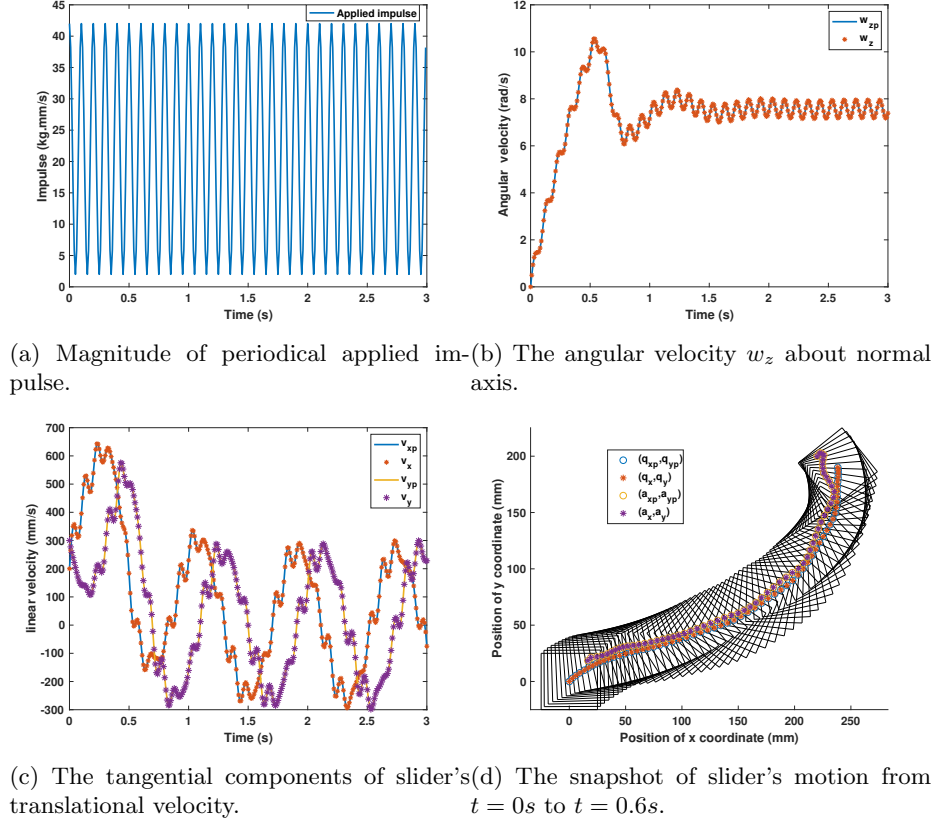 45
40
35
30
25
20
15
10
5
0
Impulse (kg.mm/s)
Applied impulse
0 0.5 1 1.5 2 2.5 3
Time (s)
12
10
8
6
4
2
0
Angular velocity (rad/s)
w_zp
w_z
0 0.5 1 1.5 2 2.5 3
Time (s)
(a) Magnitude of periodical applied im-
pulse.
(b) The angular velocity w_z about normal
axis.
700
600
500
400
300
200
100
0
-100
-200
-300
linear velocity (mm/s)
v_xp
v_x
v_yp
v_y
0 0.5 1 1.5 2 2.5 3
Time (s)
200
150
100
50
0
Position of y coordinate (mm)
(q_xp,q_yp)
(q_x,q_y)
(a_xp,a_yp)
(a_x,a_y)
0 50 100 150 200 250
Position of x coordinate (mm)
(c) The tangential components of slider's
translational velocity.
(d) The snapshot of slider's motion from
t = 0s to t = 0.6s.